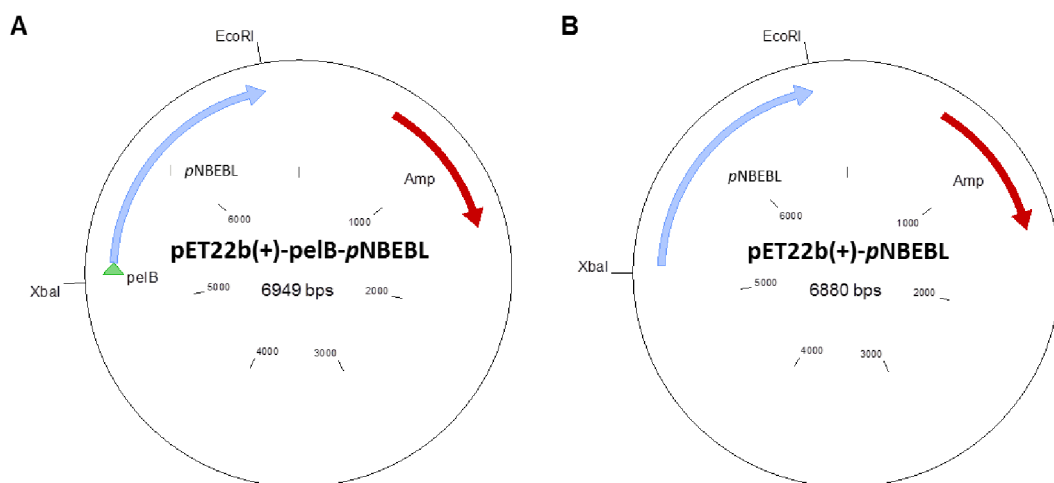 A
EcoRI
pNBEBL
Amp
6000
1000
pET22b(+)-pelB-pNBEBL
pelB
XbaI
5000
6949 bps
2000
4000
3000
B
EcoRI
pNBEBL
Amp
6000
1000
pET22b(+)-pNBEBL
XbaI
5000
6880 bps
2000
4000
3000